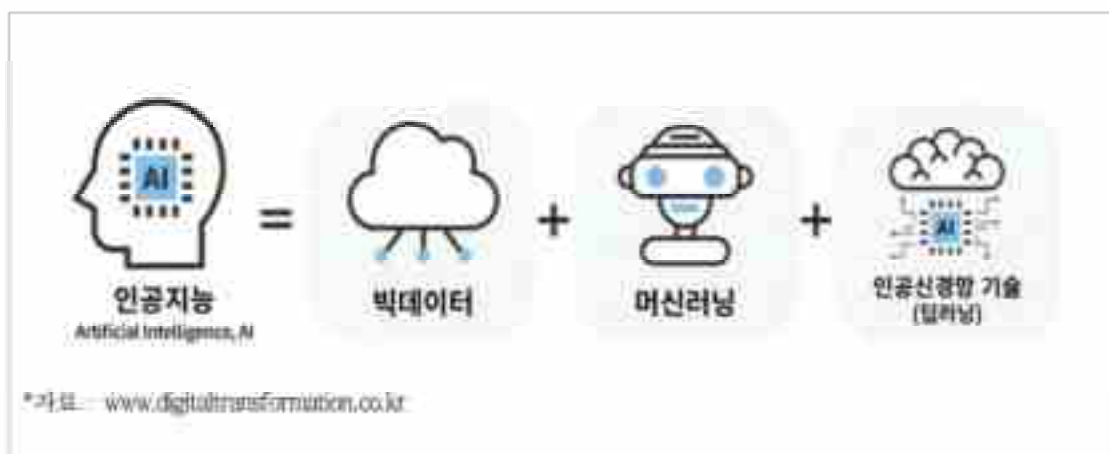 AI
AI
인공지능
Artificial Intelligence, AI
=
빅데이터
+
머신러닝
+
인공신경망 기술
(딥러닝)
*자료 : www.digitaltransformation.co.kr